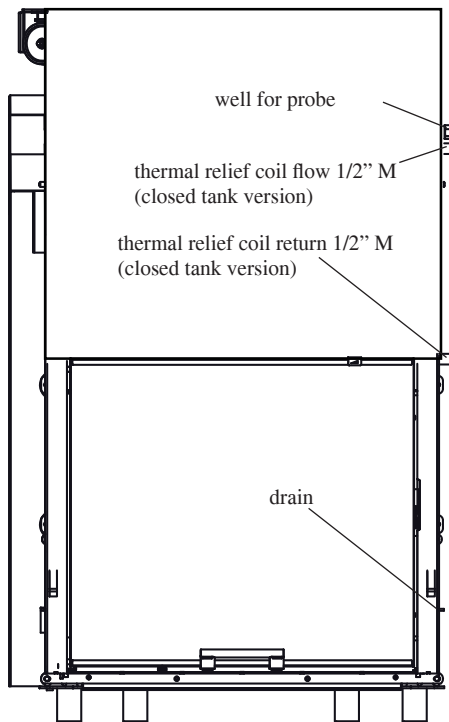 well for probe
thermal relief coil flow 1/2” M
(closed tank version)
thermal relief coil return 1/2” M
(closed tank version)
drain